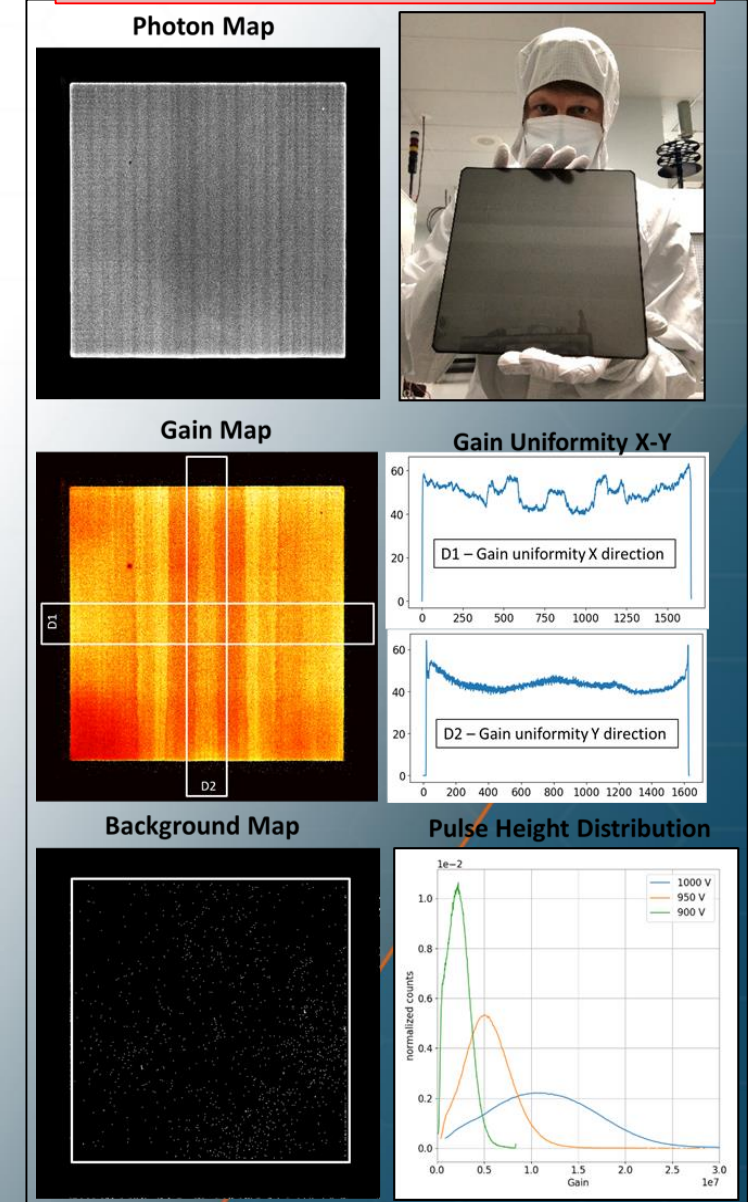 Photon Map
Gain Map
D1
D2
Gain Uniformity X-Y
60
40
20
0
D1 – Gain uniformity X direction
0 250 500 750 1000 1250 1500
60
40
20
0
D2 – Gain uniformity Y direction
0 200 400 600 800 1000 1200 1400 1600
Background Map
Pulse Height Distribution
1e−2
1000 V
950 V
900 V
1.0
0.8
0.6
0.4
0.2
0.0
normalized counts
0.0 0.5 1.0 1.5 2.0 2.5 3.0
Gain
1e7